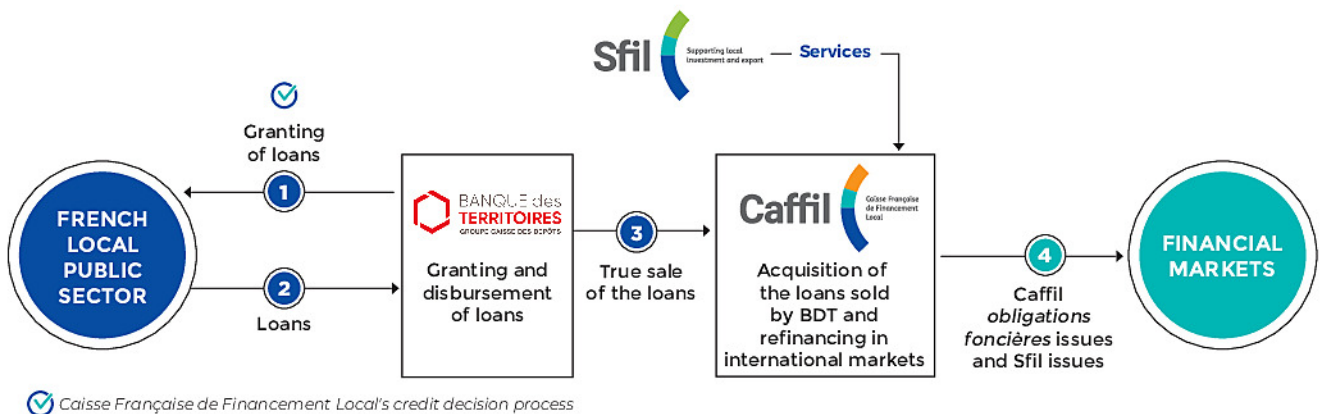 Sfil
Supporting local
investment and export
Services
Granting
of loans
1
FRENCH
LOCAL
PUBLIC
SECTOR
2
Loans
BANQUE des
TERRITOIRES
GROUPE CAISSE DES DÉPÔTS
Granting and
disbursement
of loans
3
True sale
of the loans
Caffil
Caisse Française
de Financement
Local
Acquisition of
the loans sold
by BDT and
refinancing in
international markets
4
Caffil
obligations
foncières issues
and Sfil issues
FINANCIAL
MARKETS
Caisse Française de Financement Local's credit decision process